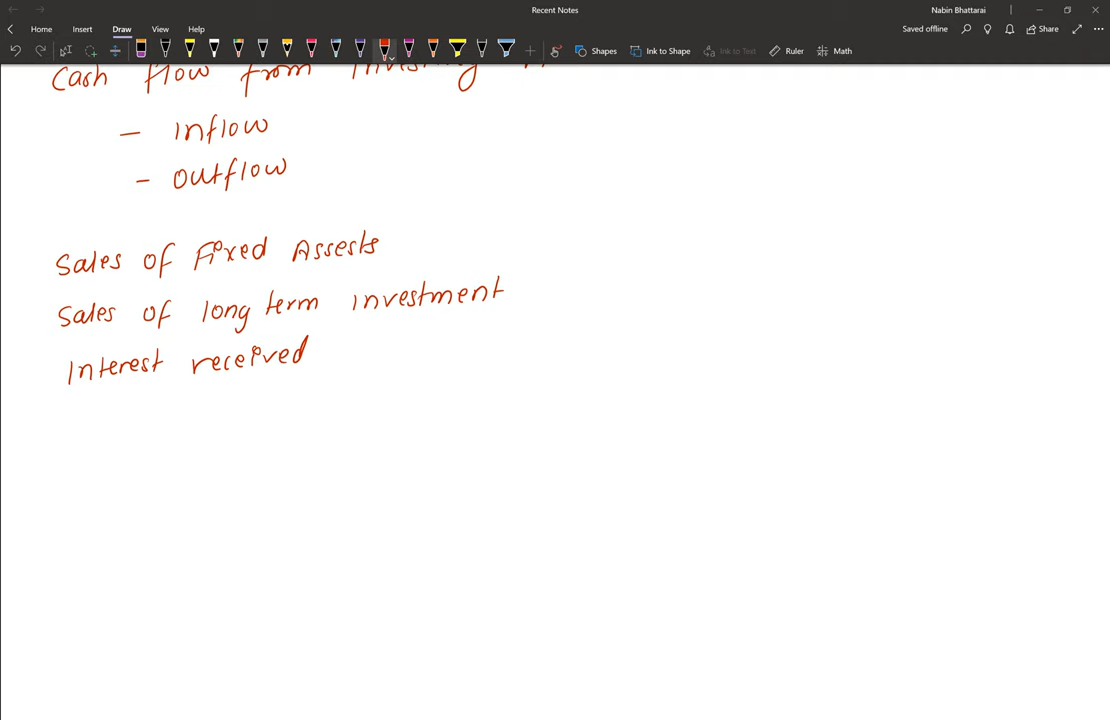 Recent Notes
Nabin Bhattarai
Home Insert Draw View Help
Saved offline
Share
Shapes Ink to Shape Ink to Text Ruler Math
Cash flow from
- Inflow
- Outflow
Sales of Fixed Assests
Sales of long term investment
Interest received